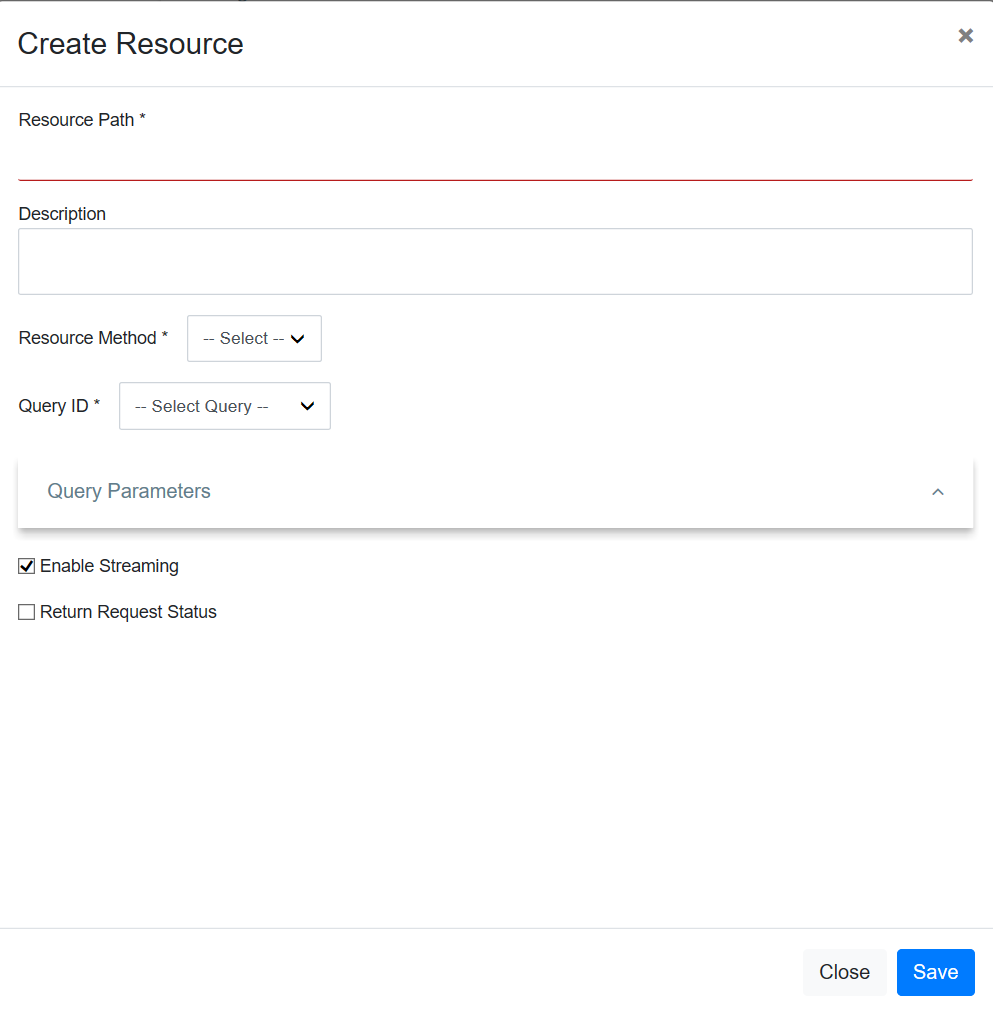 Create Resource
Resource Path *
Description
Resource Method * -- Select --
Query ID * -- Select Query --
Query Parameters
Enable Streaming
Return Request Status
Close Save